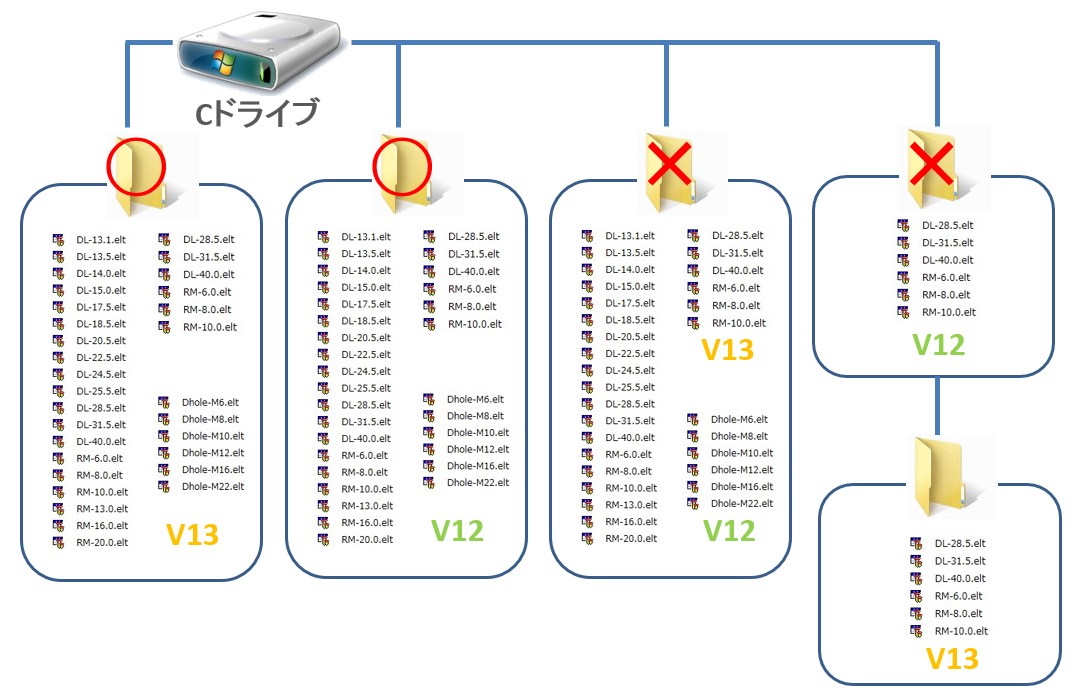 Cドライブ
DL-13.1.elt
DL-13.5.elt
DL-14.0.elt
DL-15.0.elt
DL-17.5.elt
DL-18.5.elt
DL-20.5.elt
DL-22.5.elt
DL-24.5.elt
DL-25.5.elt
DL-28.5.elt
DL-31.5.elt
DL-40.0.elt
RM-6.0.elt
RM-8.0.elt
RM-10.0.elt
RM-13.0.elt
RM-16.0.elt
RM-20.0.elt
DL-28.5.elt
DL-31.5.elt
DL-40.0.elt
RM-6.0.elt
RM-8.0.elt
RM-10.0.elt
Dhole-M6.elt
Dhole-M8.elt
Dhole-M10.elt
Dhole-M12.elt
Dhole-M16.elt
Dhole-M22.elt
V13
DL-13.1.elt
DL-13.5.elt
DL-14.0.elt
DL-15.0.elt
DL-17.5.elt
DL-18.5.elt
DL-20.5.elt
DL-22.5.elt
DL-24.5.elt
DL-25.5.elt
DL-28.5.elt
DL-31.5.elt
DL-40.0.elt
RM-6.0.elt
RM-8.0.elt
RM-10.0.elt
RM-13.0.elt
RM-16.0.elt
RM-20.0.elt
DL-28.5.elt
DL-31.5.elt
DL-40.0.elt
RM-6.0.elt
RM-8.0.elt
RM-10.0.elt
Dhole-M6.elt
Dhole-M8.elt
Dhole-M10.elt
Dhole-M12.elt
Dhole-M16.elt
Dhole-M22.elt
V12
DL-13.1.elt
DL-13.5.elt
DL-14.0.elt
DL-15.0.elt
DL-17.5.elt
DL-18.5.elt
DL-20.5.elt
DL-22.5.elt
DL-24.5.elt
DL-25.5.elt
DL-28.5.elt
DL-31.5.elt
DL-40.0.elt
RM-6.0.elt
RM-8.0.elt
RM-10.0.elt
RM-13.0.elt
RM-16.0.elt
RM-20.0.elt
DL-28.5.elt
DL-31.5.elt
DL-40.0.elt
RM-6.0.elt
RM-8.0.elt
RM-10.0.elt
V13
Dhole-M6.elt
Dhole-M8.elt
Dhole-M10.elt
Dhole-M12.elt
Dhole-M16.elt
Dhole-M22.elt
V12
DL-28.5.elt
DL-31.5.elt
DL-40.0.elt
RM-6.0.elt
RM-8.0.elt
RM-10.0.elt
V12
DL-28.5.elt
DL-31.5.elt
DL-40.0.elt
RM-6.0.elt
RM-8.0.elt
RM-10.0.elt
V13